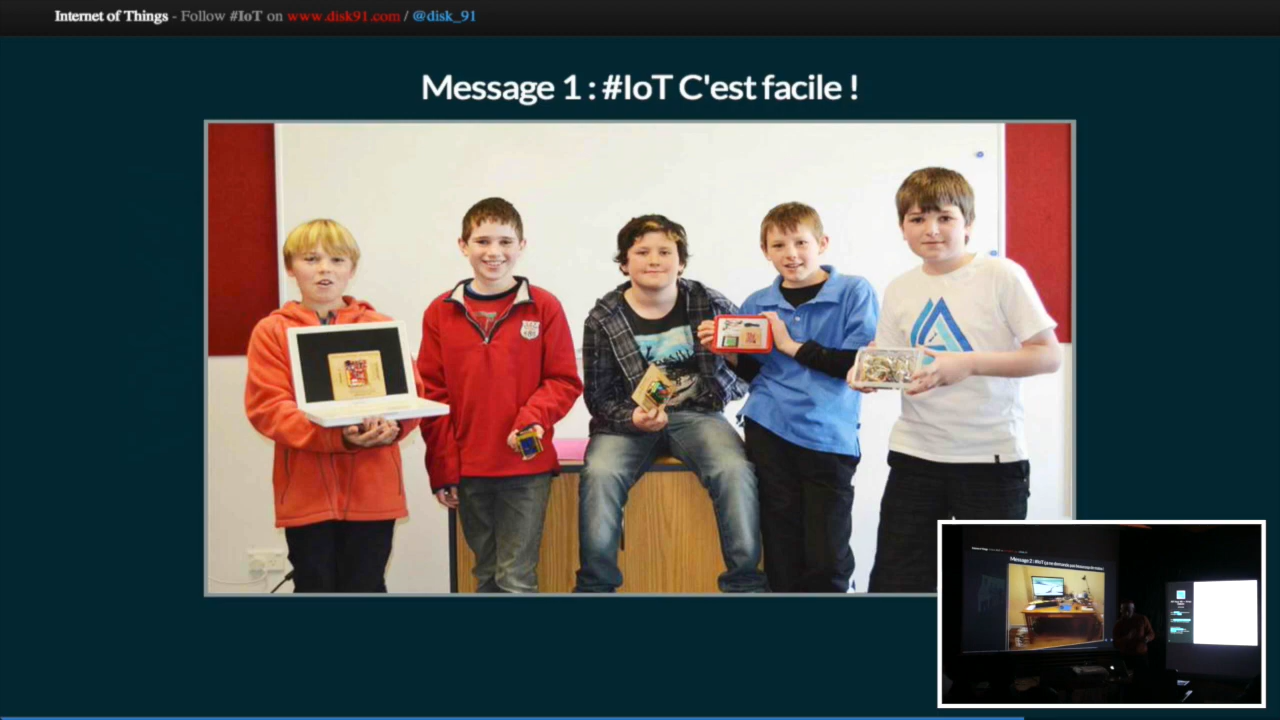 Internet of Things - Follow #IoT on www.disk91.com / @disk_91
Message 1 : #IoT C'est facile !